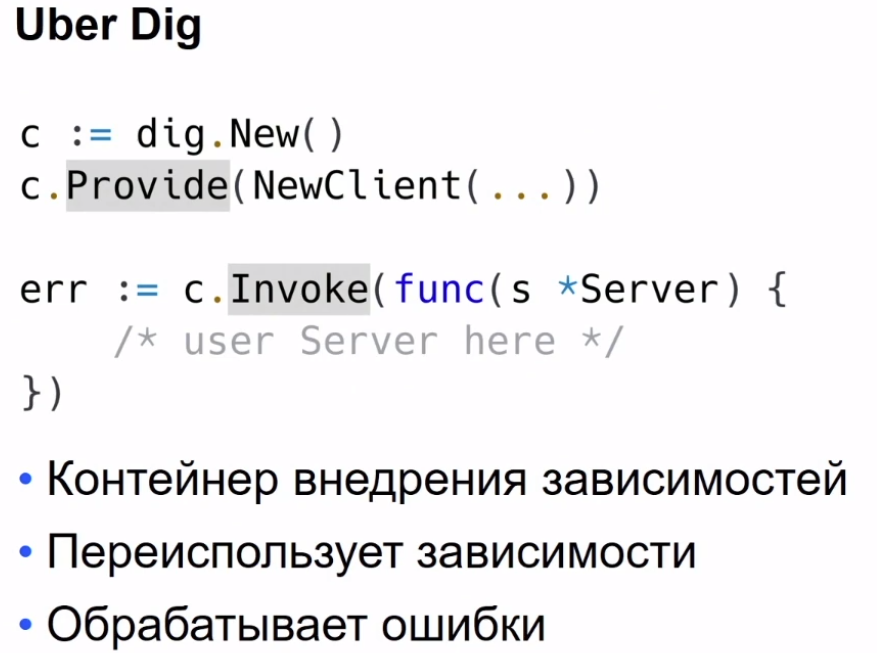 Uber Dig
c := dig.New()
c.Provide(NewClient(...))
err := c.Invoke(func(s *Server) {
/* user Server here */
})
• Контейнер внедрения зависимостей
• Переиспользует зависимости
• Обрабатывает ошибки